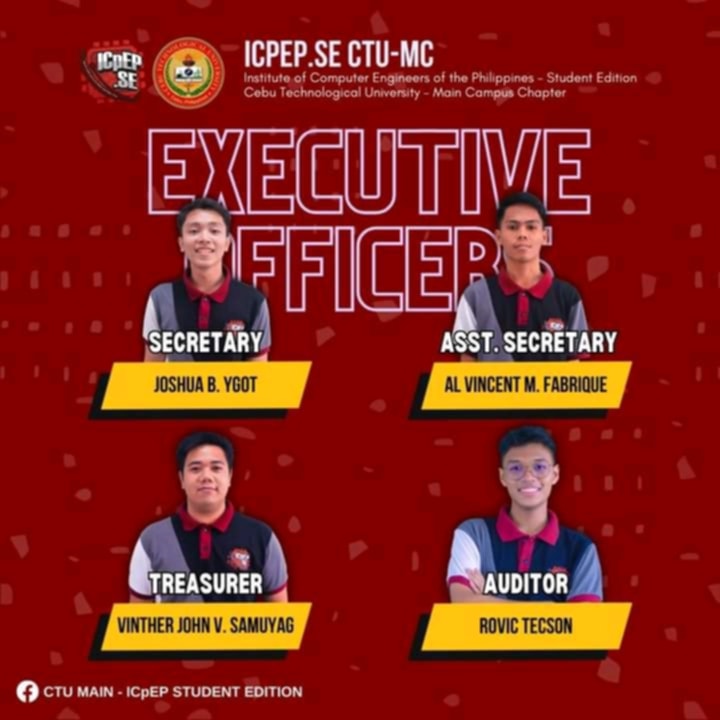 ICpEP
.SE
ICPEP.SE CTU-MC
Institute of Computer Engineers of the Philippines - Student Edition
Cebu Technological University - Main Campus Chapter
EXECUTIVE
OFFICERS
SECRETARY
JOSHUA B. YGOT
ASST. SECRETARY
AL VINCENT M. FABRIQUE
TREASURER
VINTHER JOHN V. SAMUYAG
AUDITOR
ROVIC TECSON
CTU MAIN - ICpEP STUDENT EDITION